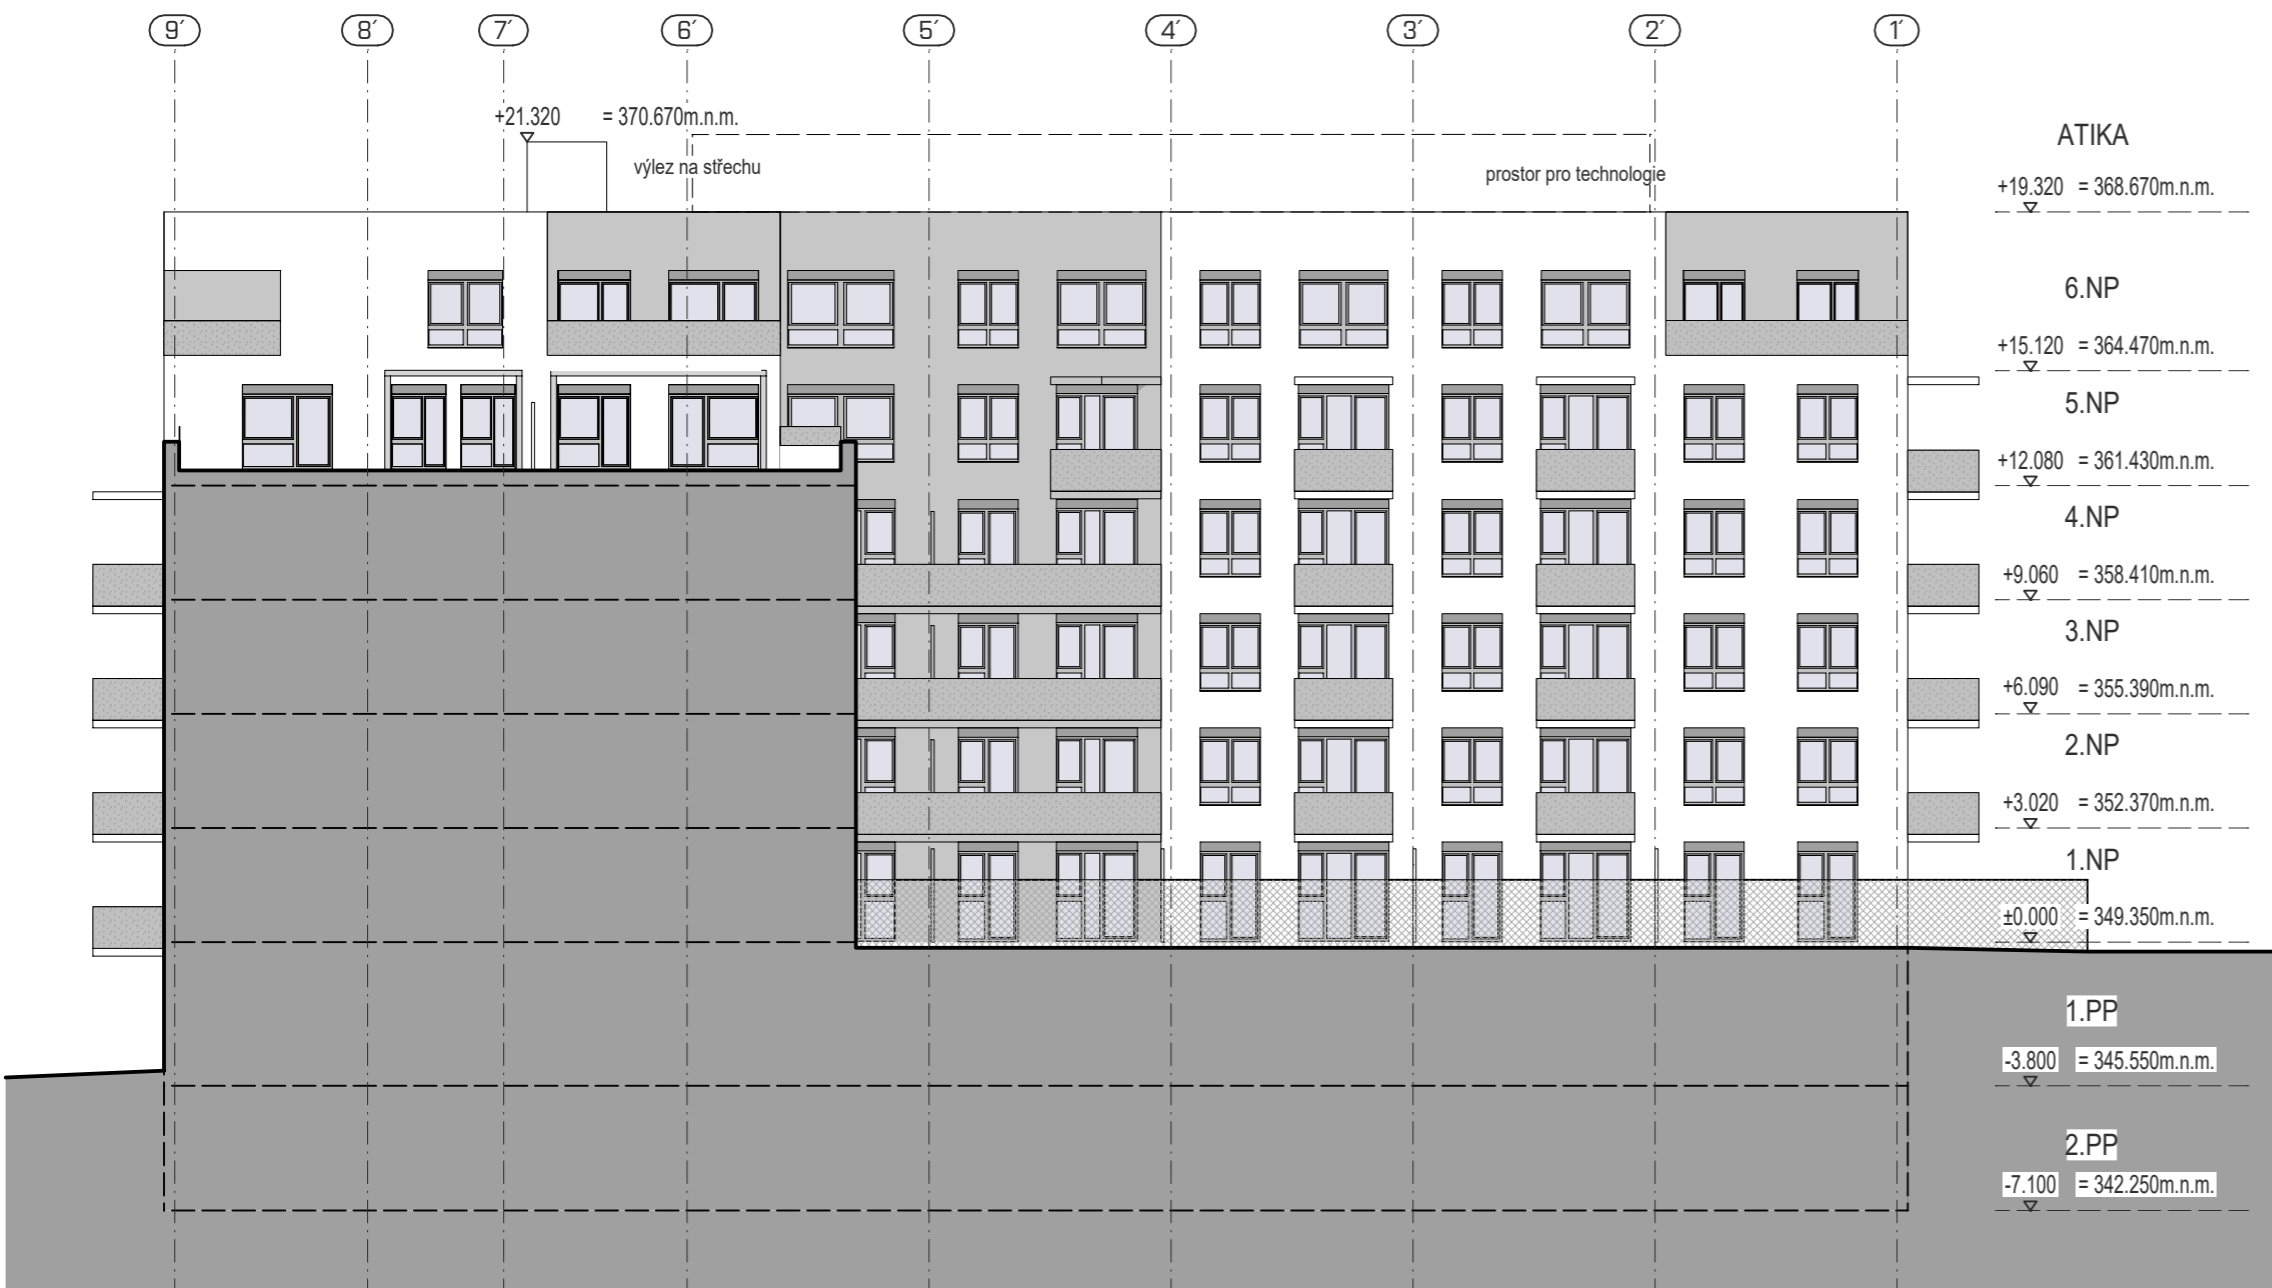 9´ 8´ 7´ 6´ 5´ 4´ 3´ 2´ 1´
+21.320 = 370.670m.n.m.
výlez na střechu
prostor pro technologie
ATIKA
+19.320 = 368.670m.n.m.
6.NP
+15.120 = 364.470m.n.m.
5.NP
+12.080 = 361.430m.n.m.
4.NP
+9.060 = 358.410m.n.m.
3.NP
+6.090 = 355.390m.n.m.
2.NP
+3.020 = 352.370m.n.m.
1.NP
±0.000 = 349.350m.n.m.
1.PP
-3.800 = 345.550m.n.m.
2.PP
-7.100 = 342.250m.n.m.